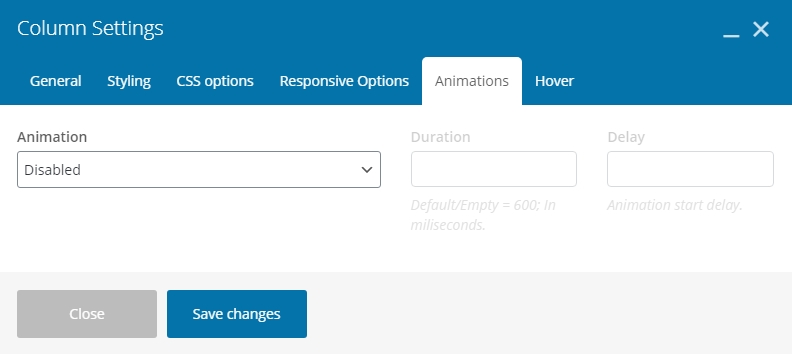 Column Settings
General Styling CSS options Responsive Options Animations Hover
Animation Duration Delay
Disabled
Default/Empty = 600; In Animation start delay.
miliseconds.
Close Save changes